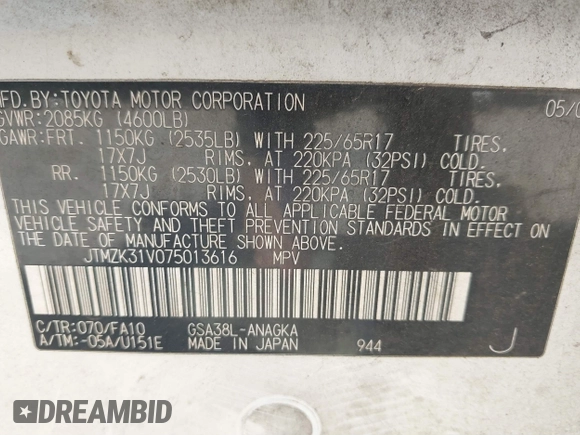 MFD.BY:TOYOTA MOTOR CORPORATION 05/0
GVWR:2085KG (4600LB)
GAWR:FRT. 1150KG (2535LB) WITH 225/65R17 TIRES,
17X7J RIMS, AT 220KPA (32PSI) COLD.
RR. 1150KG (2530LB) WITH 225/65R17 TIRES,
17X7J RIMS, AT 220KPA (32PSI) COLD.
THIS VEHICLE CONFORMS TO ALL APPLICABLE FEDERAL MOTOR
VEHICLE SAFETY AND THEFT PREVENTION STANDARDS IN EFFECT
ON THE DATE OF MANUFACTURE SHOWN ABOVE.
JTMZK31V075013616 MPV
C/TR:070/FA10 GSA38L-ANAGKA
A/TM:-05A/U151E MADE IN JAPAN 944 J
DREAMBID